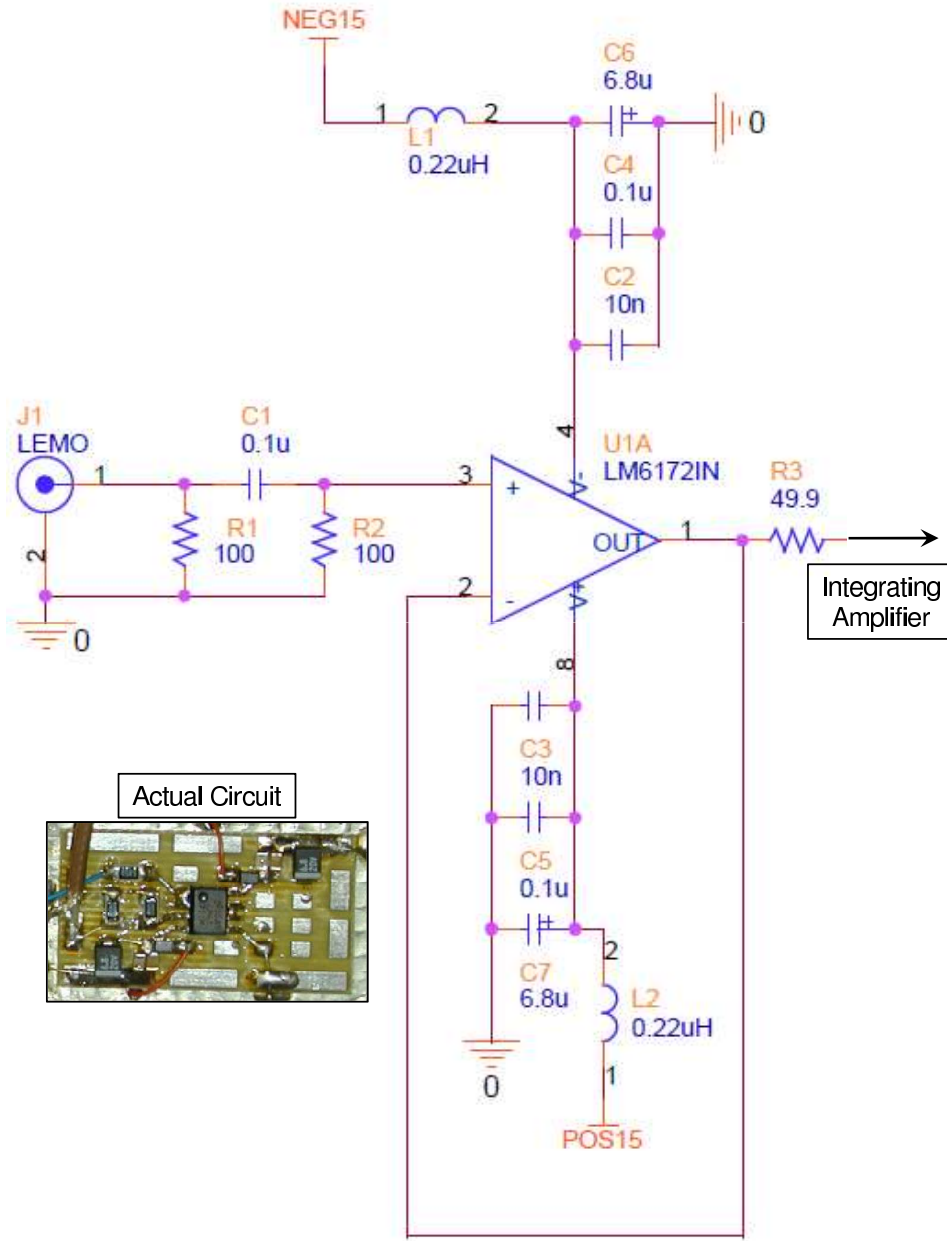 NEG15
C6
6.8u
1
2
+
0
L1
0.22uH
C4
0.1u
C2
10n
J1
LEMO
C1
0.1u
4
U1A
LM6172IN
R3
49.9
1
3
+
V-
R1
100
R2
100
OUT
1
2
2
-
V+
Integrating
Amplifier
0
8
C3
10n
Actual Circuit
C5
0.1u
+
2
C7
6.8u
L2
0.22uH
0
1
POS15